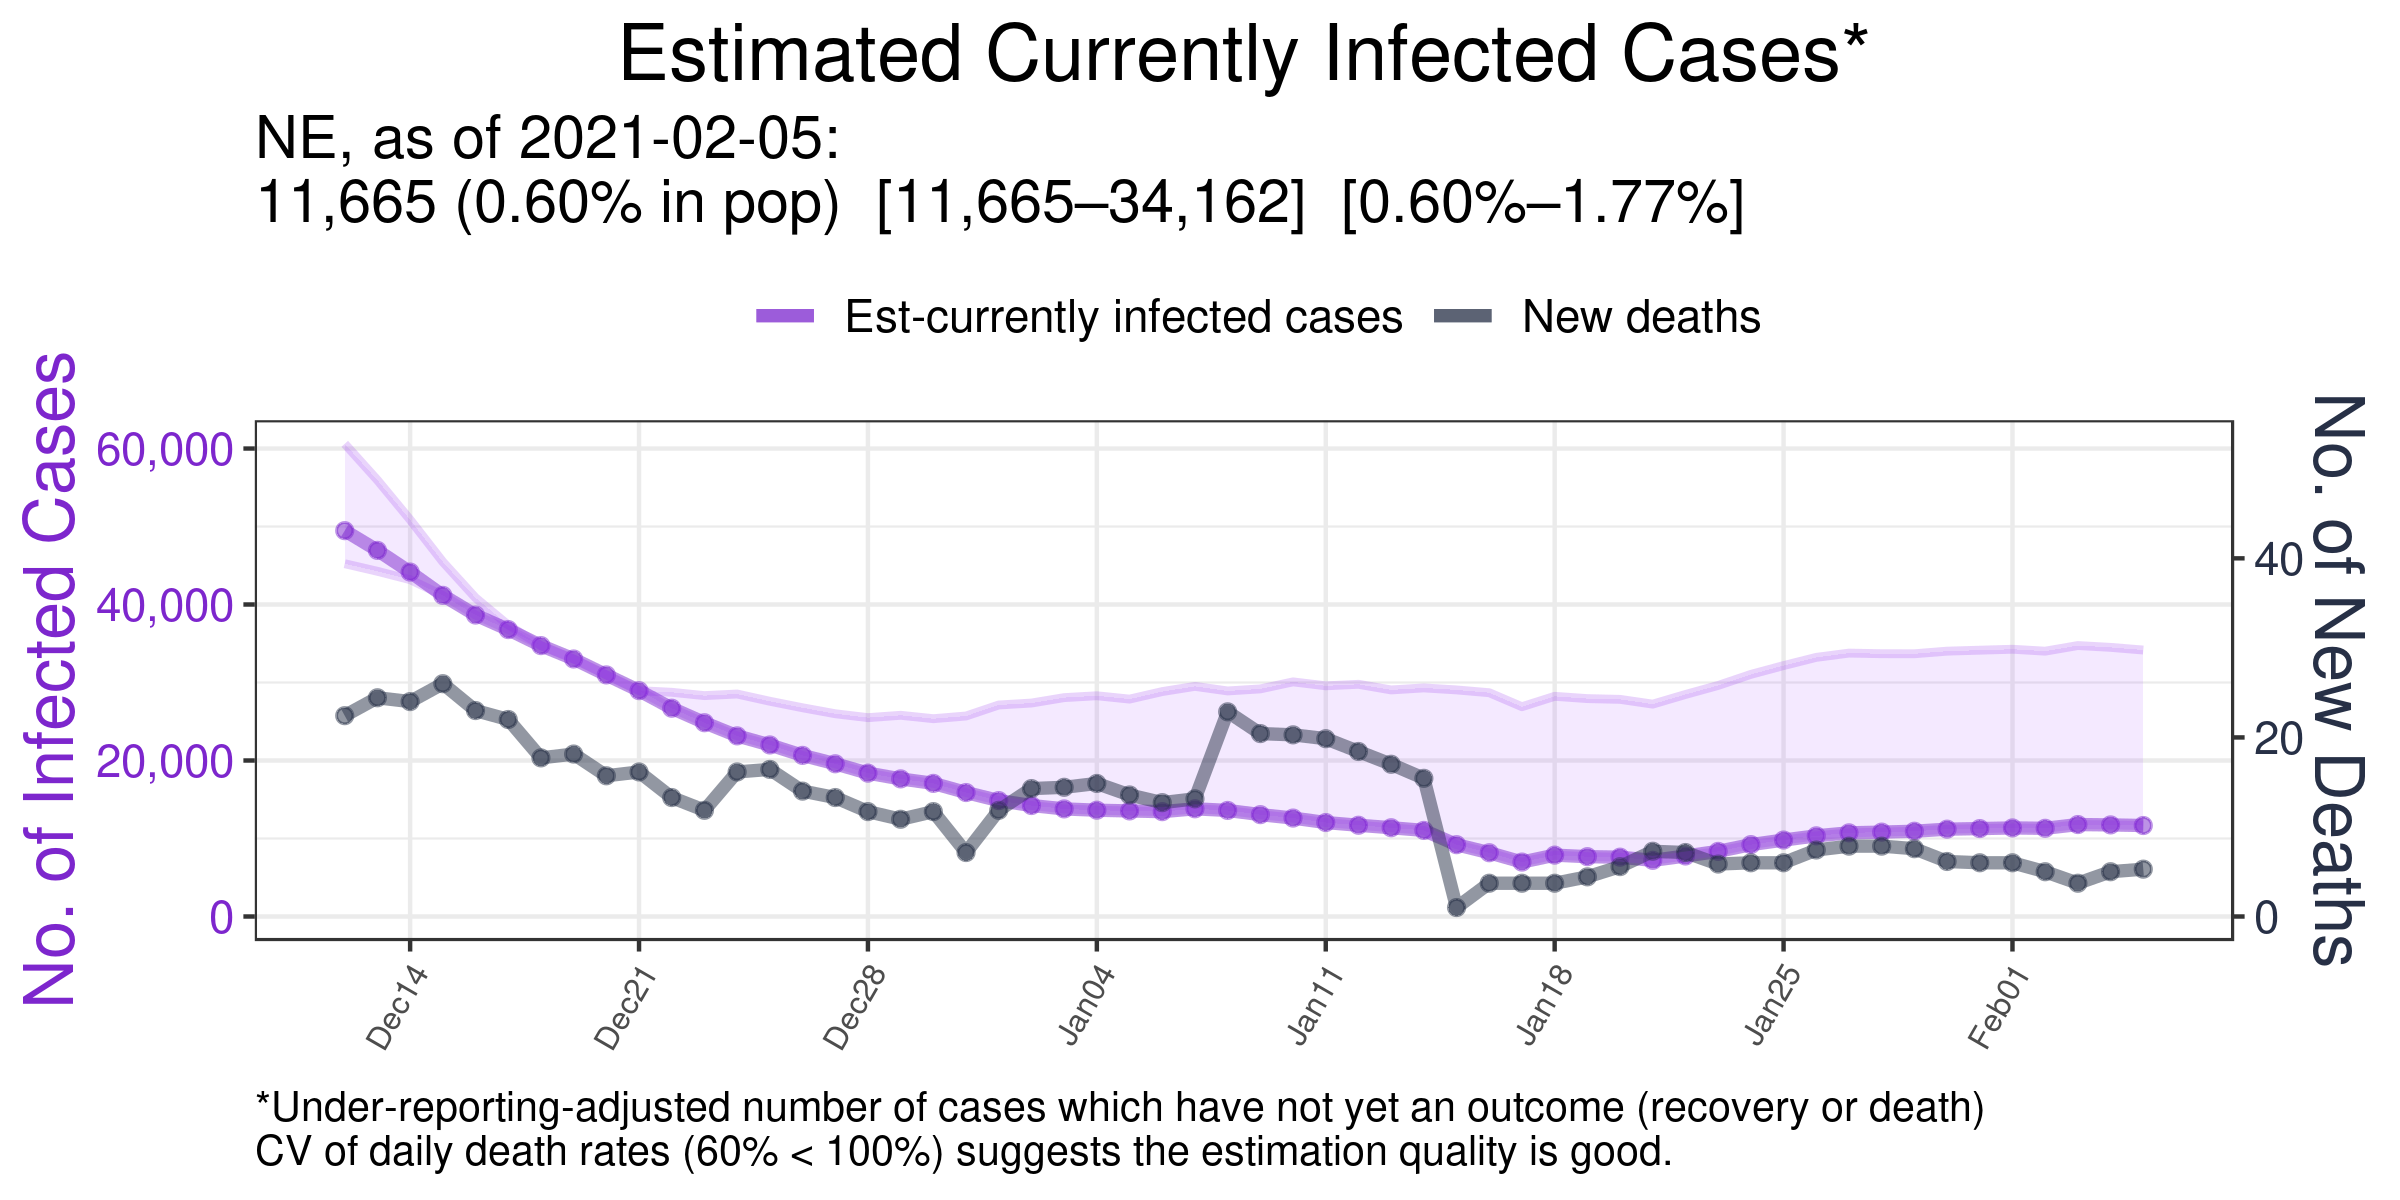 Estimated Currently Infected Cases*
NE, as of 2021-02-05:
11,665 (0.60% in pop)  [11,665–34,162]  [0.60%–1.77%]
Est-currently infected cases
New deaths
No. of Infected Cases
60,000
40,000
20,000
0
No. of New Deaths
40
20
0
Dec14
Dec21
Dec28
Jan04
Jan11
Jan18
Jan25
Feb01
*Under-reporting-adjusted number of cases which have not yet an outcome (recovery or death)
CV of daily death rates (60% < 100%) suggests the estimation quality is good.